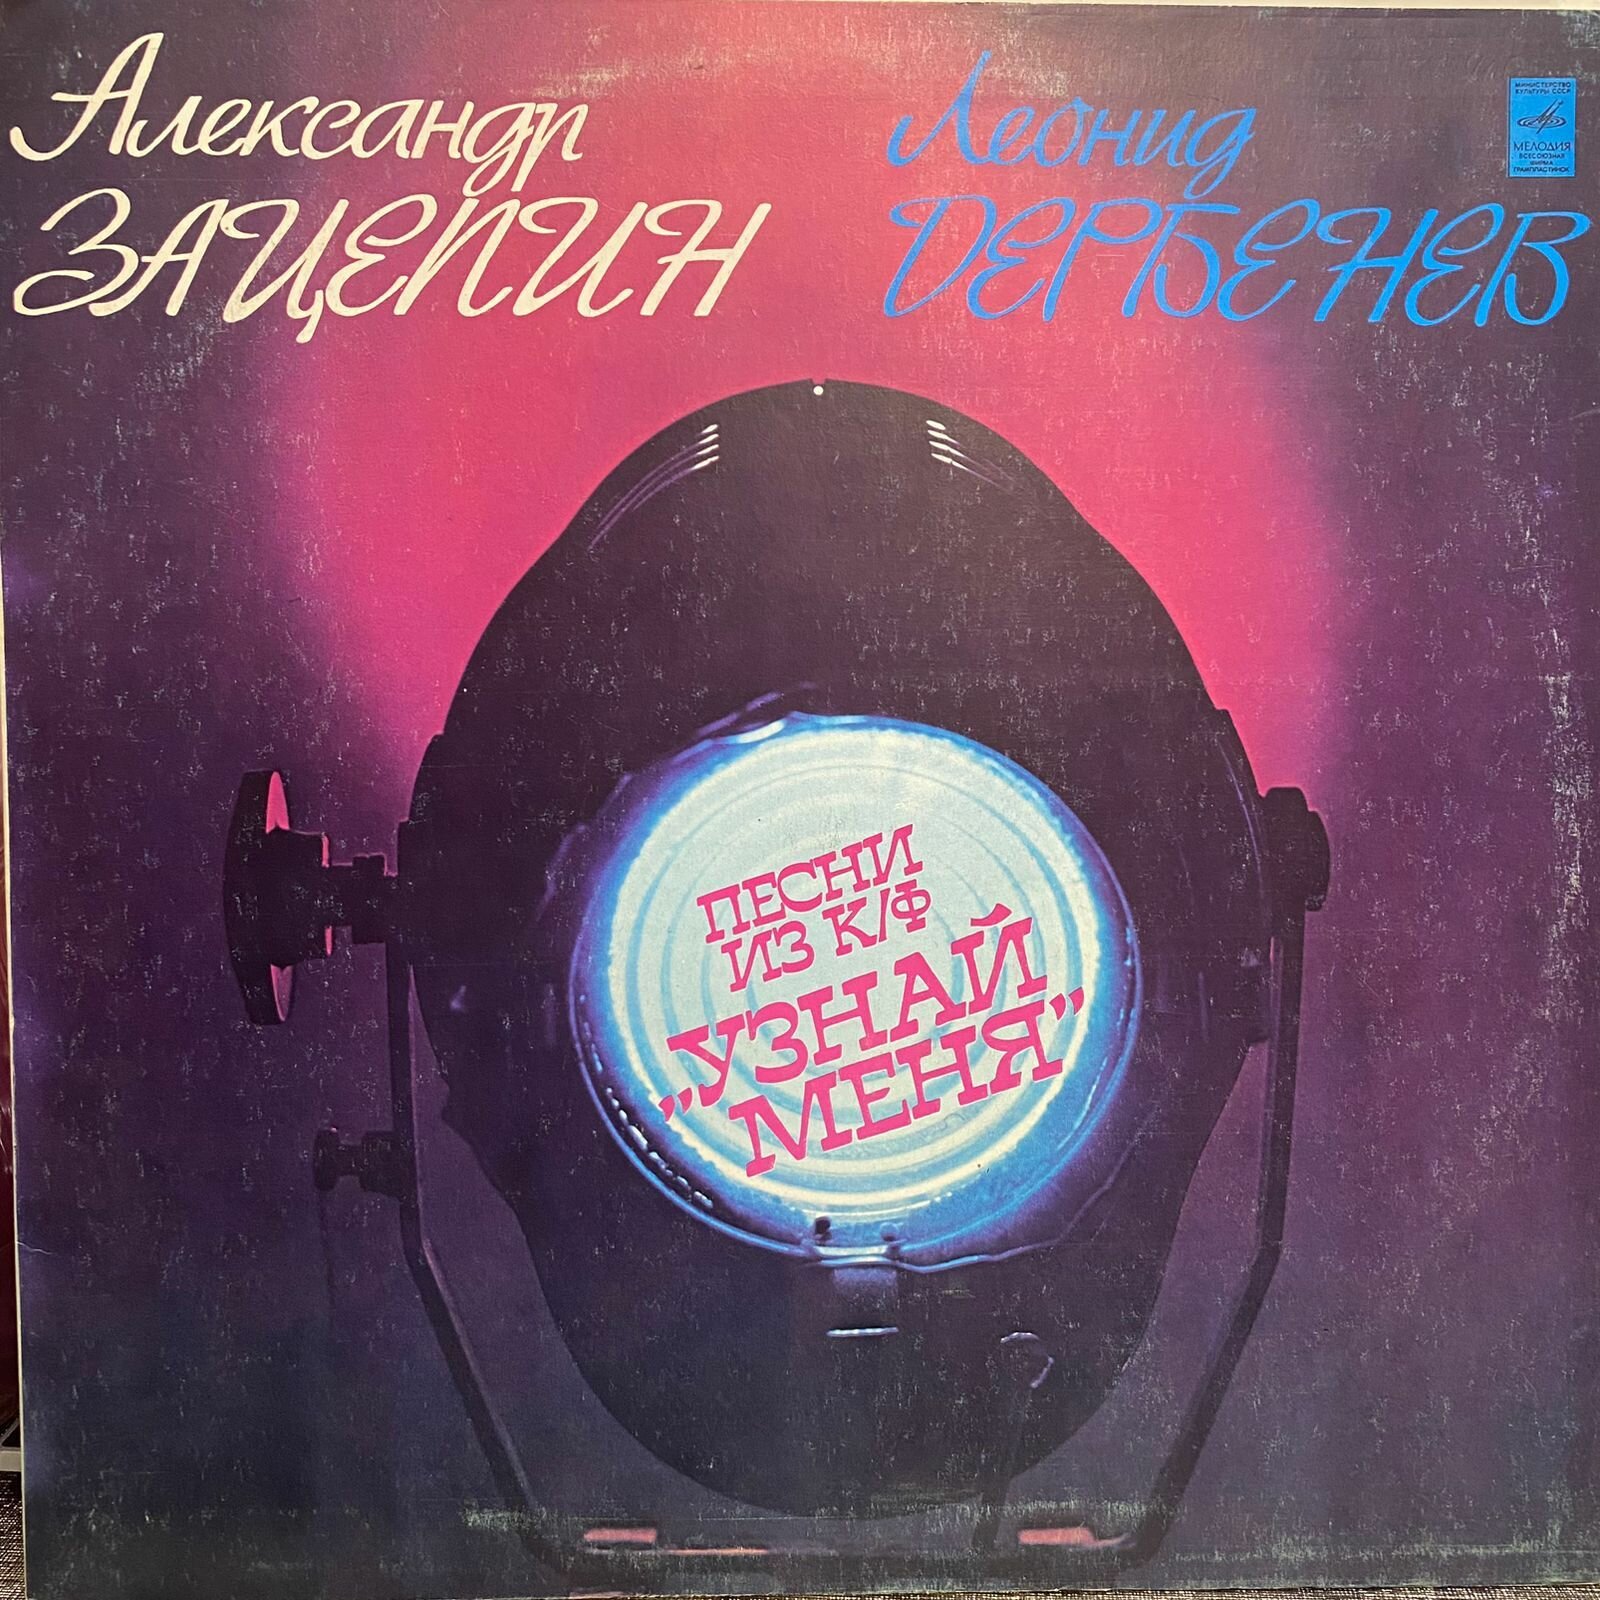 Александр
ЗАЦЕПИН
Леонид
ДЕРБЕНЕВ
МИНИСТЕРСТВО
КУЛЬТУРЫ СССР
МЕЛОДИЯ
ВСЕСОЮЗНАЯ
ФИРМА
ГРАМПЛАСТИНОК
ПЕСНИ
ИЗ К/Ф
„УЗНАЙ
МЕНЯ”